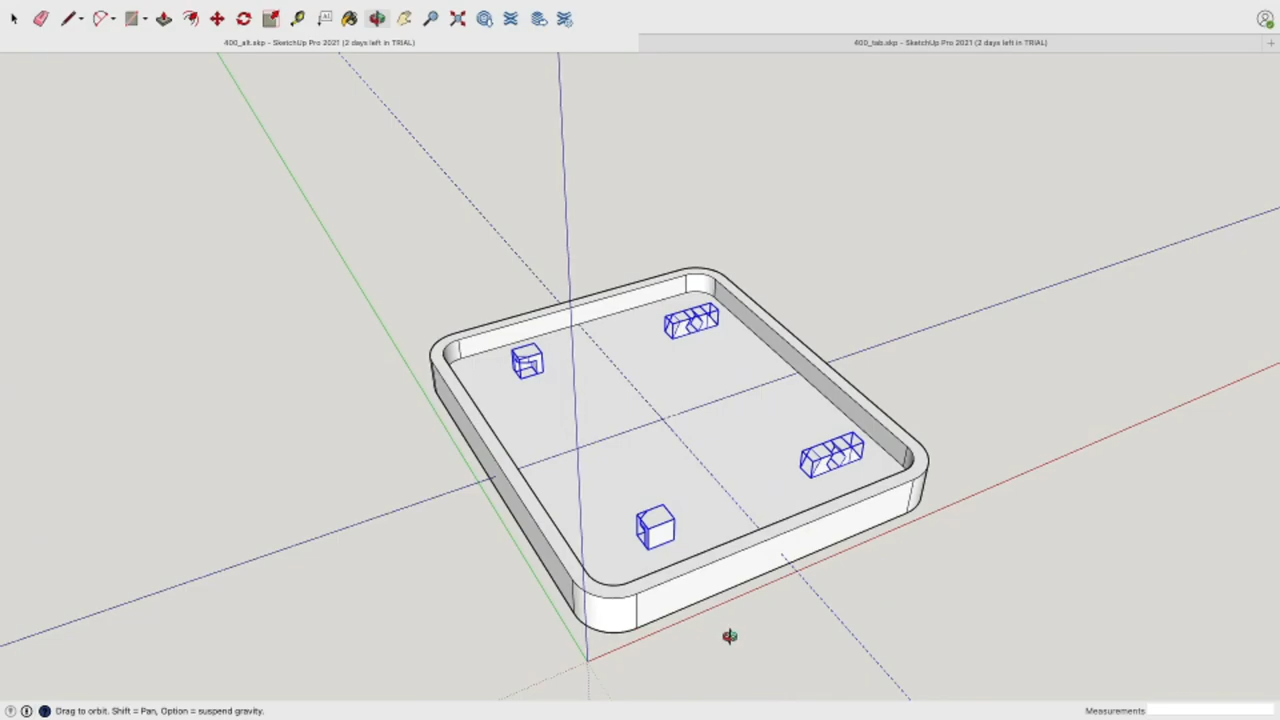 A1
400_alt.skp - SketchUp Pro 2021 (2 days left in TRIAL)
400_tab.skp - SketchUp Pro 2021 (2 days left in TRIAL)
Drag to orbit. Shift = Pan, Option = suspend gravity.
Measurements